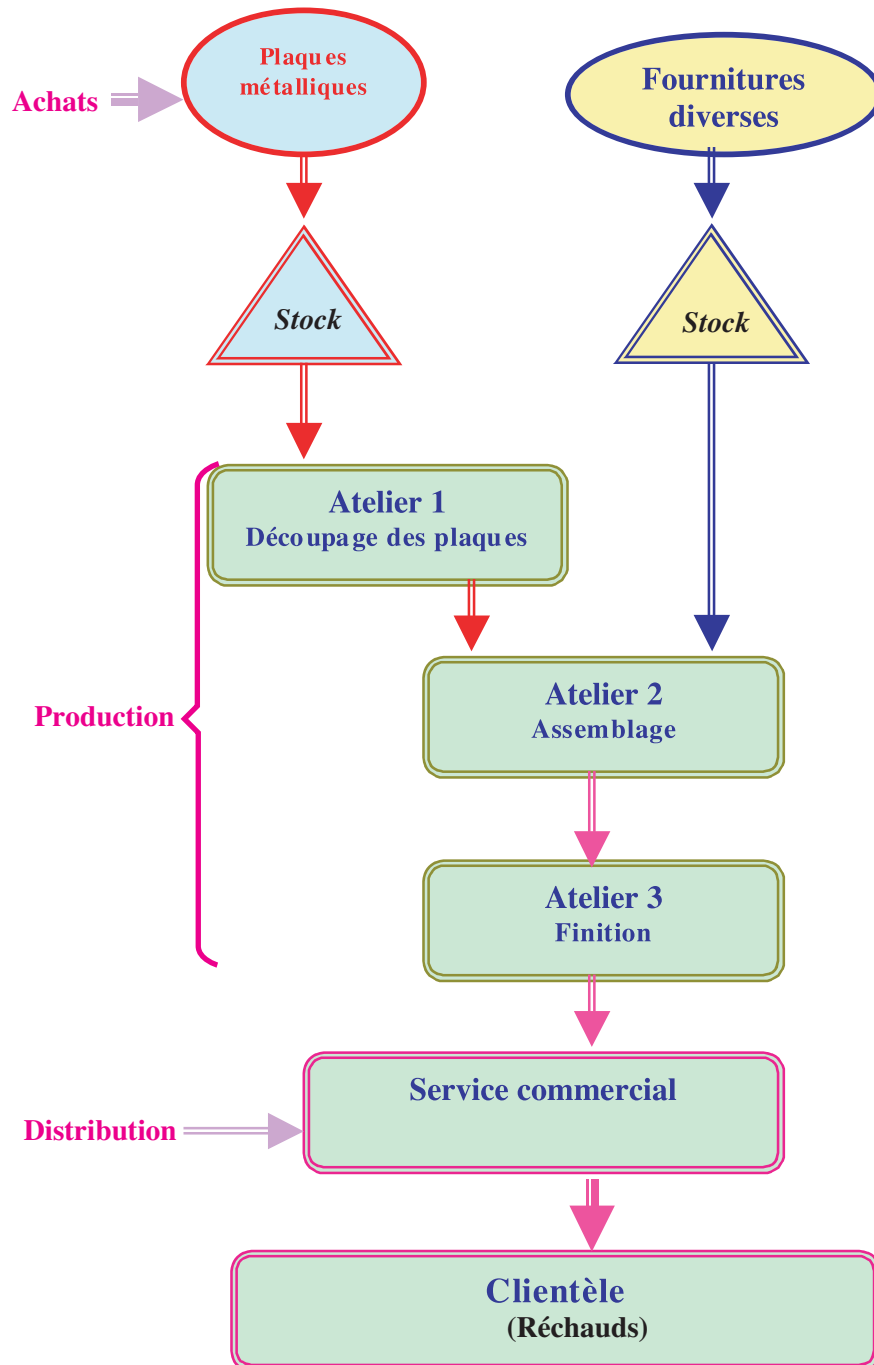 Plaques
métalliques
Achats
Fournitures
diverses
Stock
Stock
Atelier 1
Découpage des plaques
Production
Atelier 2
Assemblage
Atelier 3
Finition
Service commercial
Distribution
Clientèle
(Réchauds)